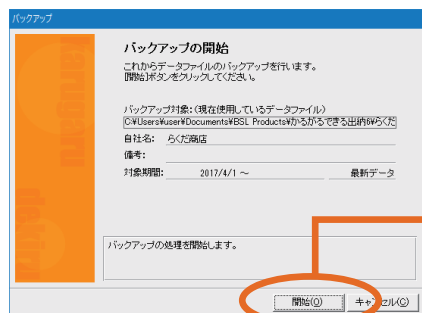 バックアップ
バックアップの開始
これからデータファイルのバックアップを行います。
[開始]ボタンをクリックしてください。
バックアップ対象:(現在使用しているデータファイル)
C:¥Users¥user¥Documents¥BSL Products¥かるがるできる出納6¥らくだ
自社名: らくだ商店
備考:
対象期間: 2017/4/1 ~ 最新データ
karugaru
dekiru
バックアップの処理を開始します。
開始(O) キャンセル(C)